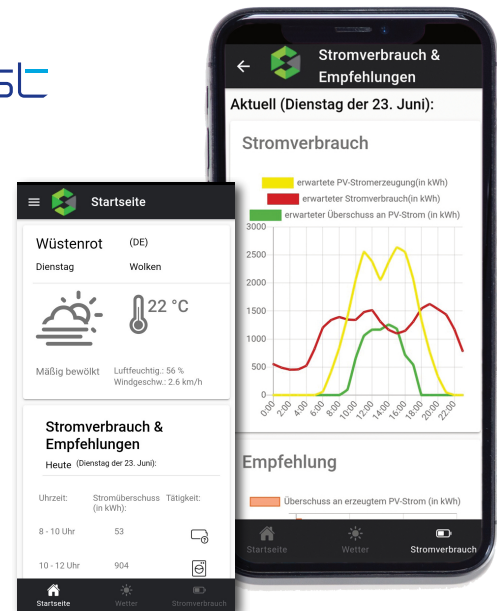 Stromverbrauch &
Empfehlungen
Aktuell (Dienstag der 23. Juni):
Stromverbrauch
erwartete PV-Stromerzeugung(in kWh)
erwarteter Stromverbrauch(in kWh)
erwarteter Überschuss an PV-Strom(in kWh)
3000
2500
2000
1500
1000
500
0
0:00 2:00 4:00 6:00 8:00 10:00 12:00 14:00 16:00 18:00 20:00 22:00
Empfehlung
Überschuss an erzeugtem PV-Strom (in kWh)
Startseite Wetter Stromverbrauch
Startseite
Wüstenrot (DE)
Dienstag Wolken
22 °C
Mäßig bewölkt Luftfeuchtig.: 56 %
Windgeschw.: 2.6 km/h
Stromverbrauch &
Empfehlungen
Heute (Dienstag der 23. Juni):
Uhrzeit: Stromüberschuss Tätigkeit:
(in kWh):
8 - 10 Uhr 53
10 - 12 Uhr 904
Startseite Wetter Stromverbrauch